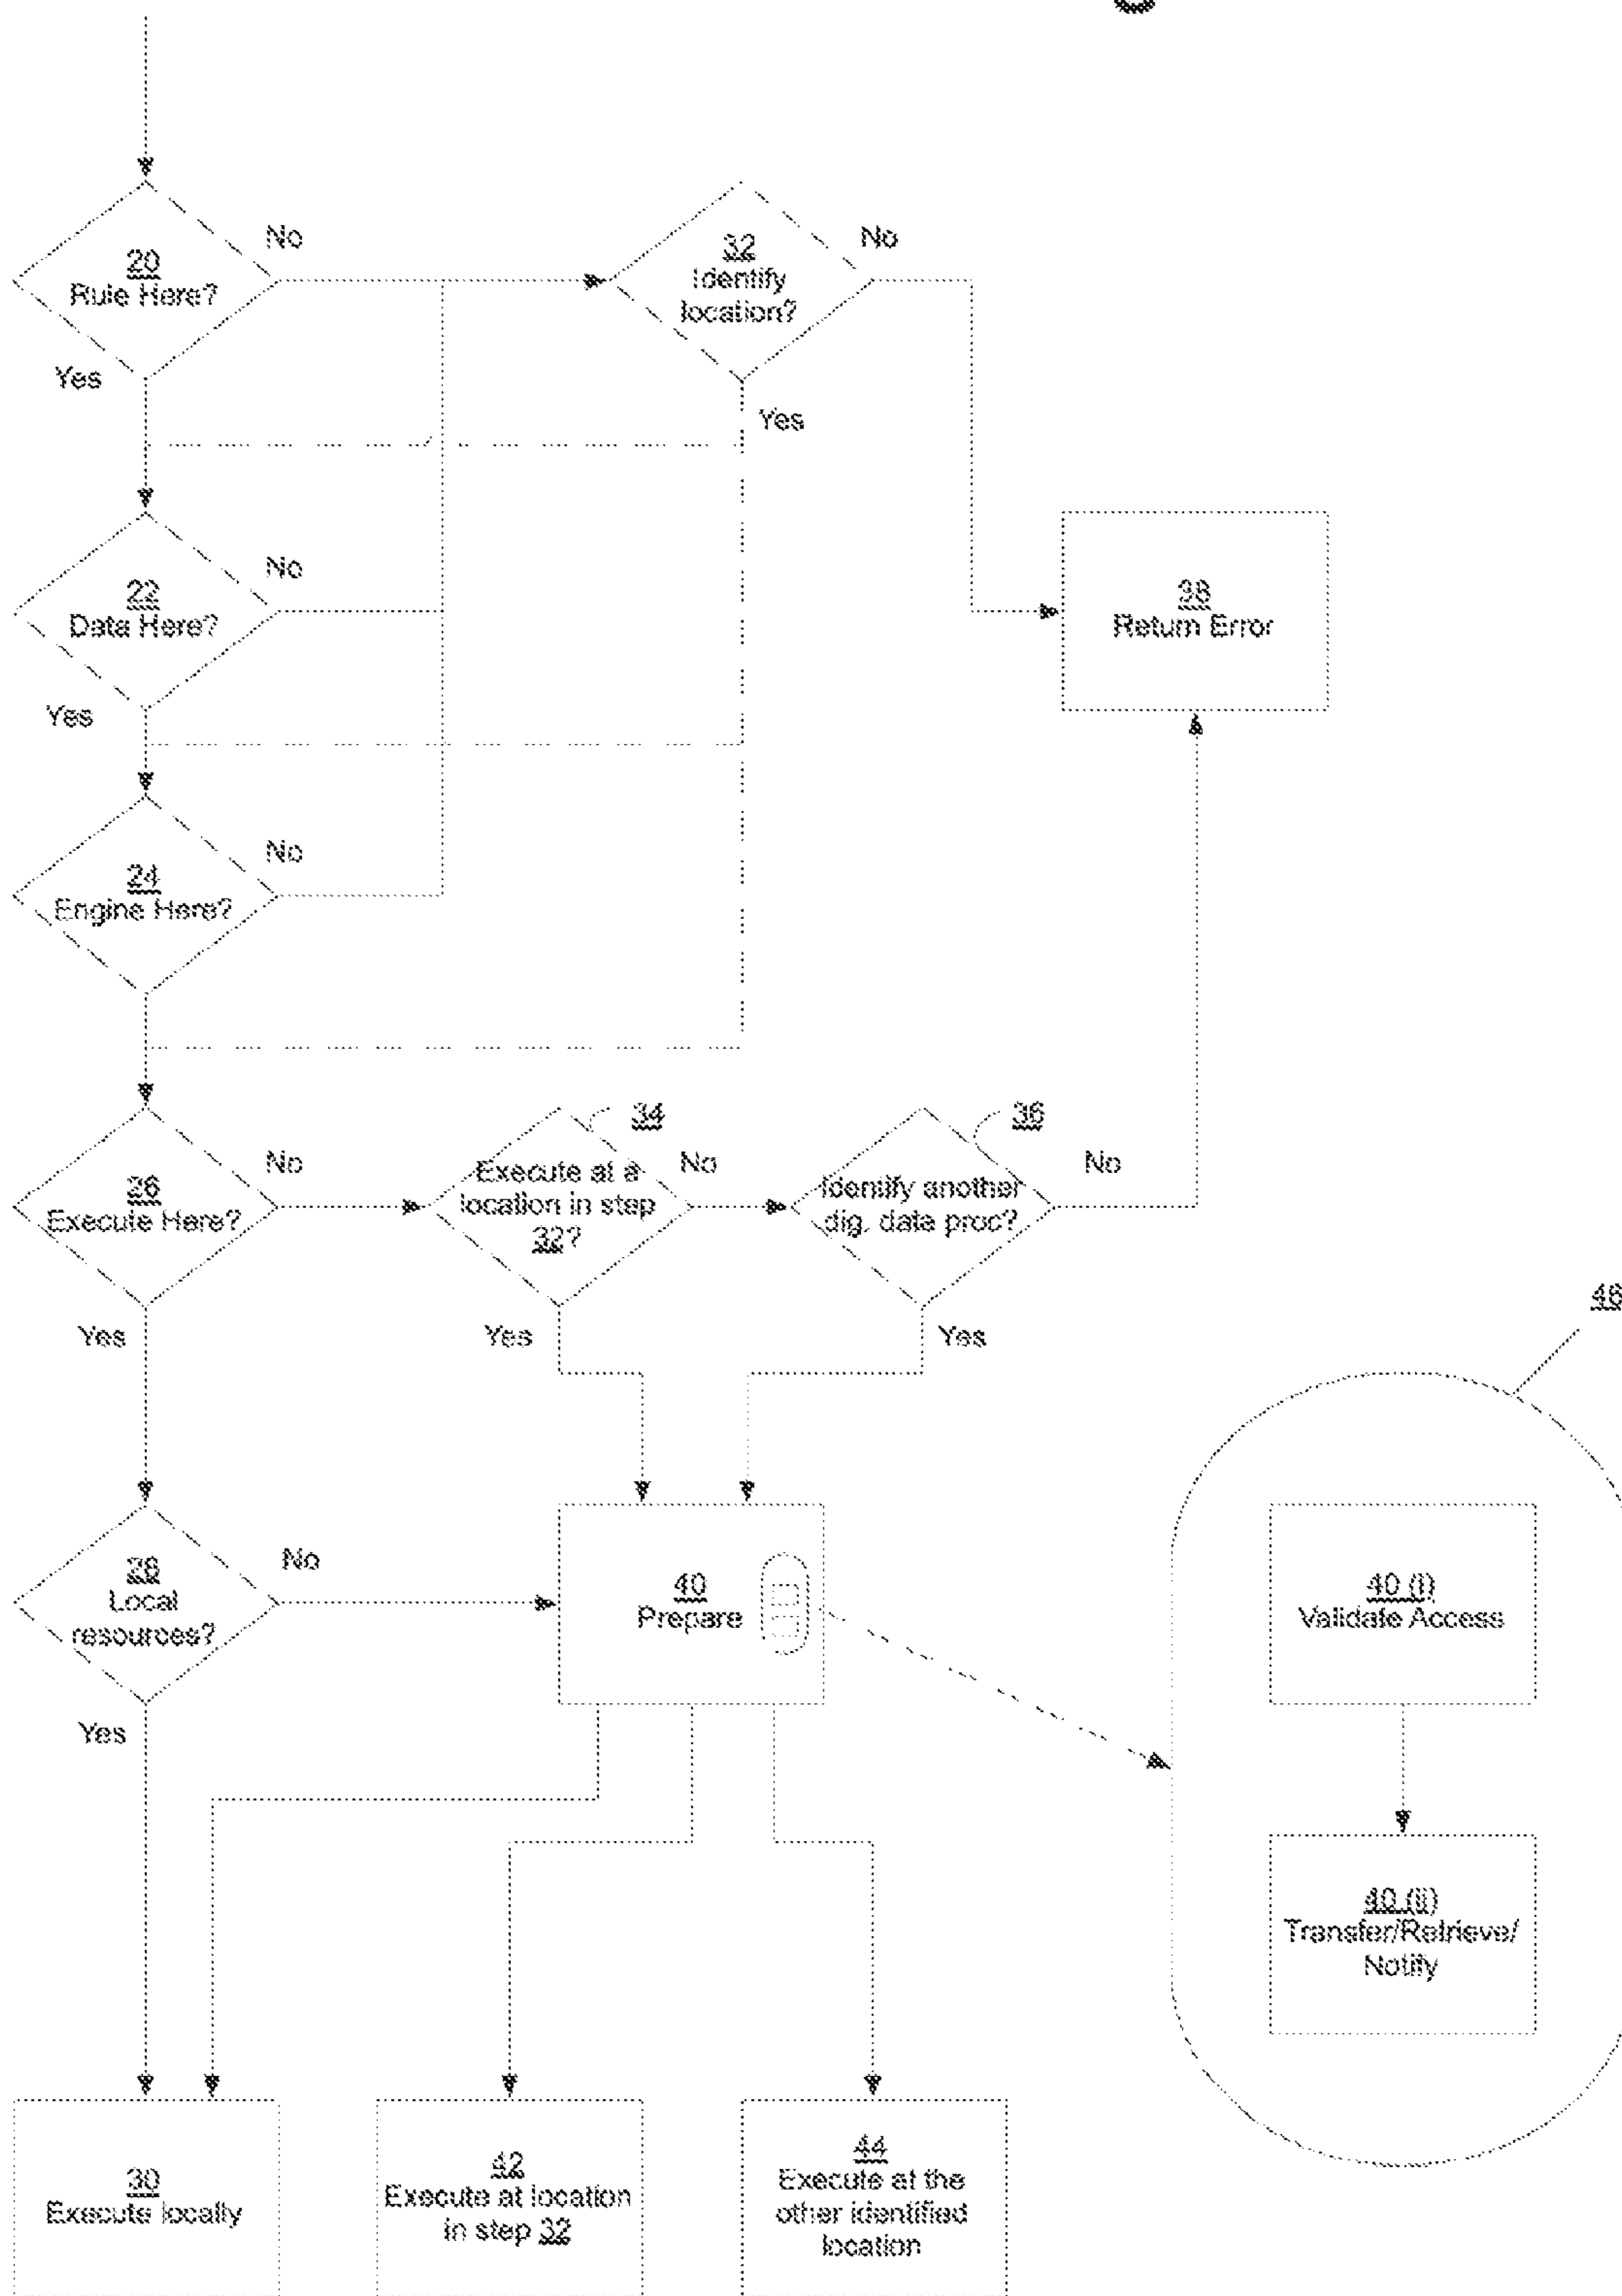 No
No
20
Rule Here?
32
Identify
location?
Yes
Yes
No
22
Data Here?
38
Return Error
Yes
No
24
Engine Here?
34
36
No
No
No
26
Execute Here?
Execute at a
location in step
32?
Identify another
dig. data proc?
46
Yes
Yes
Yes
No
28
Local
resources?
40
Prepare
40 (i)
Validate Access
Yes
40 (ii)
Transfer/Retrieve/
Notify
30
Execute locally
42
Execute at location
in step 32
44
Execute at the
other identified
location